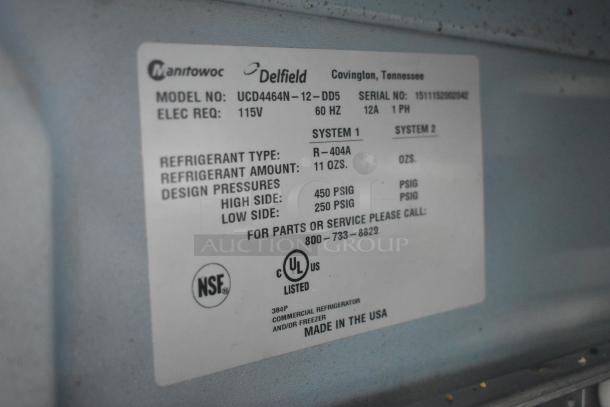 Manitowoc Delfield Covington, Tennessee
MODEL NO: UCD4464N-12-DD5 SERIAL NO: 1511152002042
ELEC REQ: 115V 60 HZ 12A 1 PH
SYSTEM 1 SYSTEM 2
REFRIGERANT TYPE: R-404A
REFRIGERANT AMOUNT: 11 OZS. OZS.
DESIGN PRESSURES
HIGH SIDE: 450 PSIG PSIG
LOW SIDE: 250 PSIG PSIG
FOR PARTS OR SERVICE PLEASE CALL:
800-733-8829
AUCTION GROUP
C UL US
LISTED
NSF
384P
COMMERCIAL REFRIGERATOR
AND/OR FREEZER
MADE IN THE USA